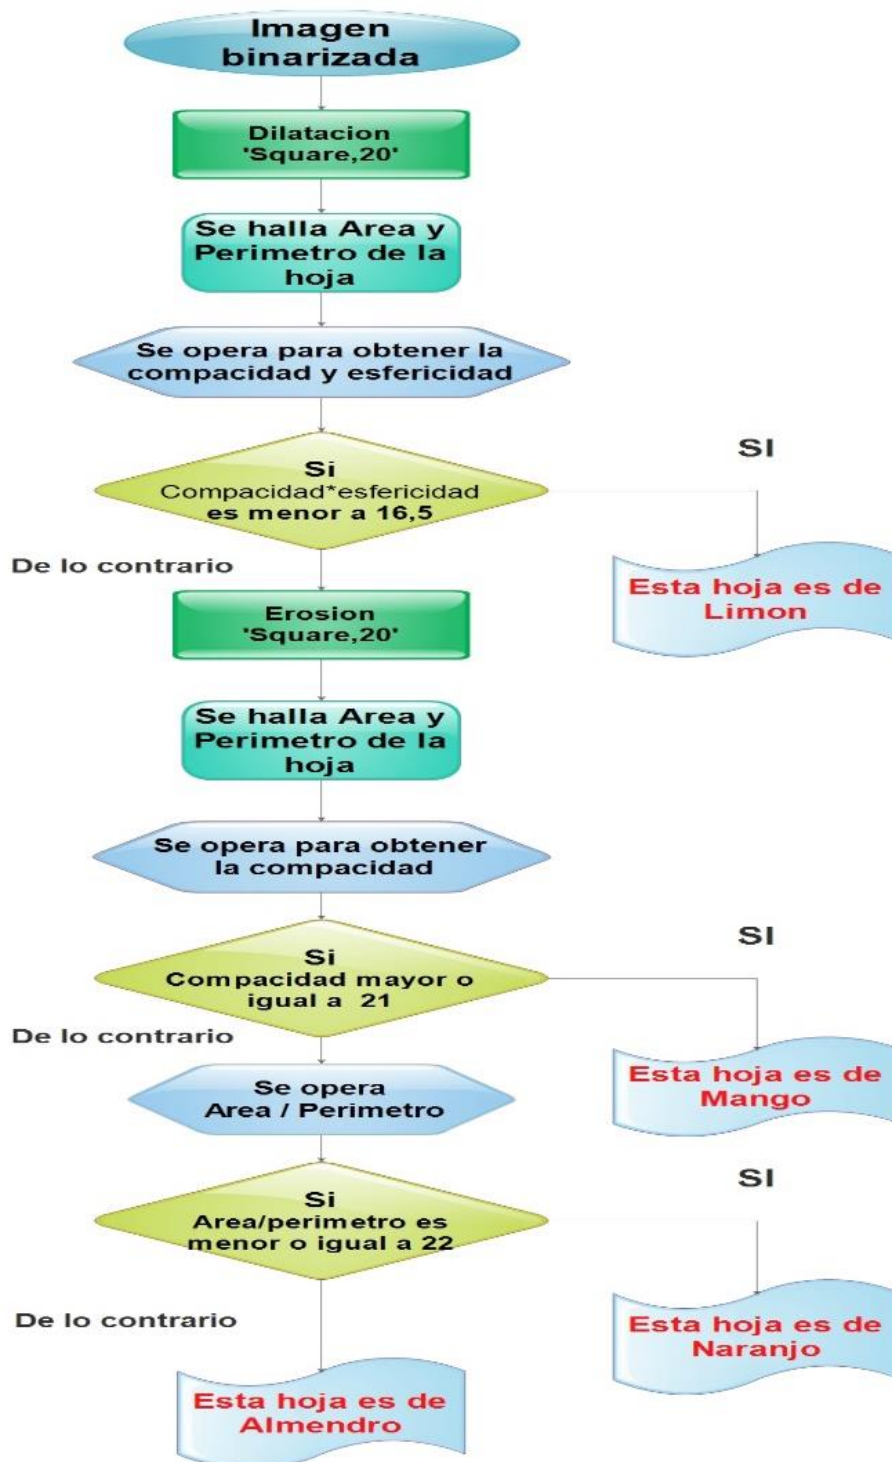 Imagen
binarizada
Dilatacion
'Square,20'
Se halla Area y
Perimetro de la
hoja
Se opera para obtener la
compacidad y esfericidad
Si
Compacidad*esfericidad
es menor a 16,5
SI
Esta hoja es de
Limon
De lo contrario
Erosion
'Square,20'
Se halla Area y
Perimetro de la
hoja
Se opera para obtener
la compacidad
Si
Compacidad mayor o
igual a 21
SI
Esta hoja es de
Mango
De lo contrario
Se opera
Area / Perimetro
Si
Area/perimetro es
menor o igual a 22
SI
Esta hoja es de
Naranjo
De lo contrario
Esta hoja es de
Almendro